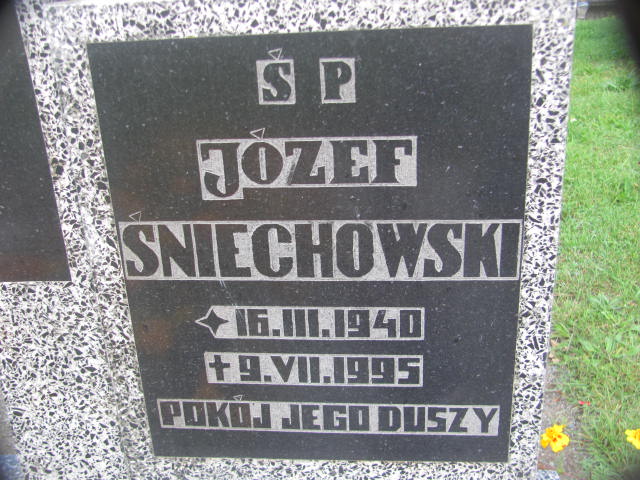 Ś P
JÓZEF
ŚNIECHOWSKI
16.III.1940
9.VII.1995
POKÓJ JEGO DUSZY